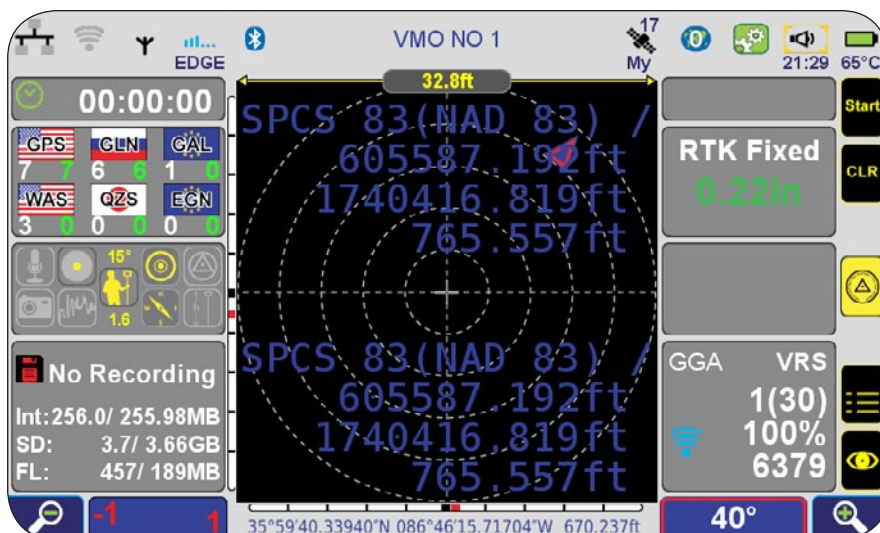 EDGE
VMO NO 1
17
My
0
21:29
65°C
32.8ft
00:00:00
GPS GLN GAL
7 7 6 6 1 0
WAS QZS EGN
3 0 0 0 0 0
15°
1.6
No Recording
Int:256.0/ 255.98MB
SD: 3.7/ 3.66GB
FL: 457/ 189MB
-1 1
SPCS 83(NAD 83) /
605587.192ft
1740416.819ft
765.557ft
SPCS 83(NAD 83) /
605587.192ft
1740416.819ft
765.557ft
35°59'40.33940"N 086°46'15.71704"W 670.237ft
RTK Fixed
0.22in
GGA VRS
1(30)
100%
6379
40°
Start
CLR